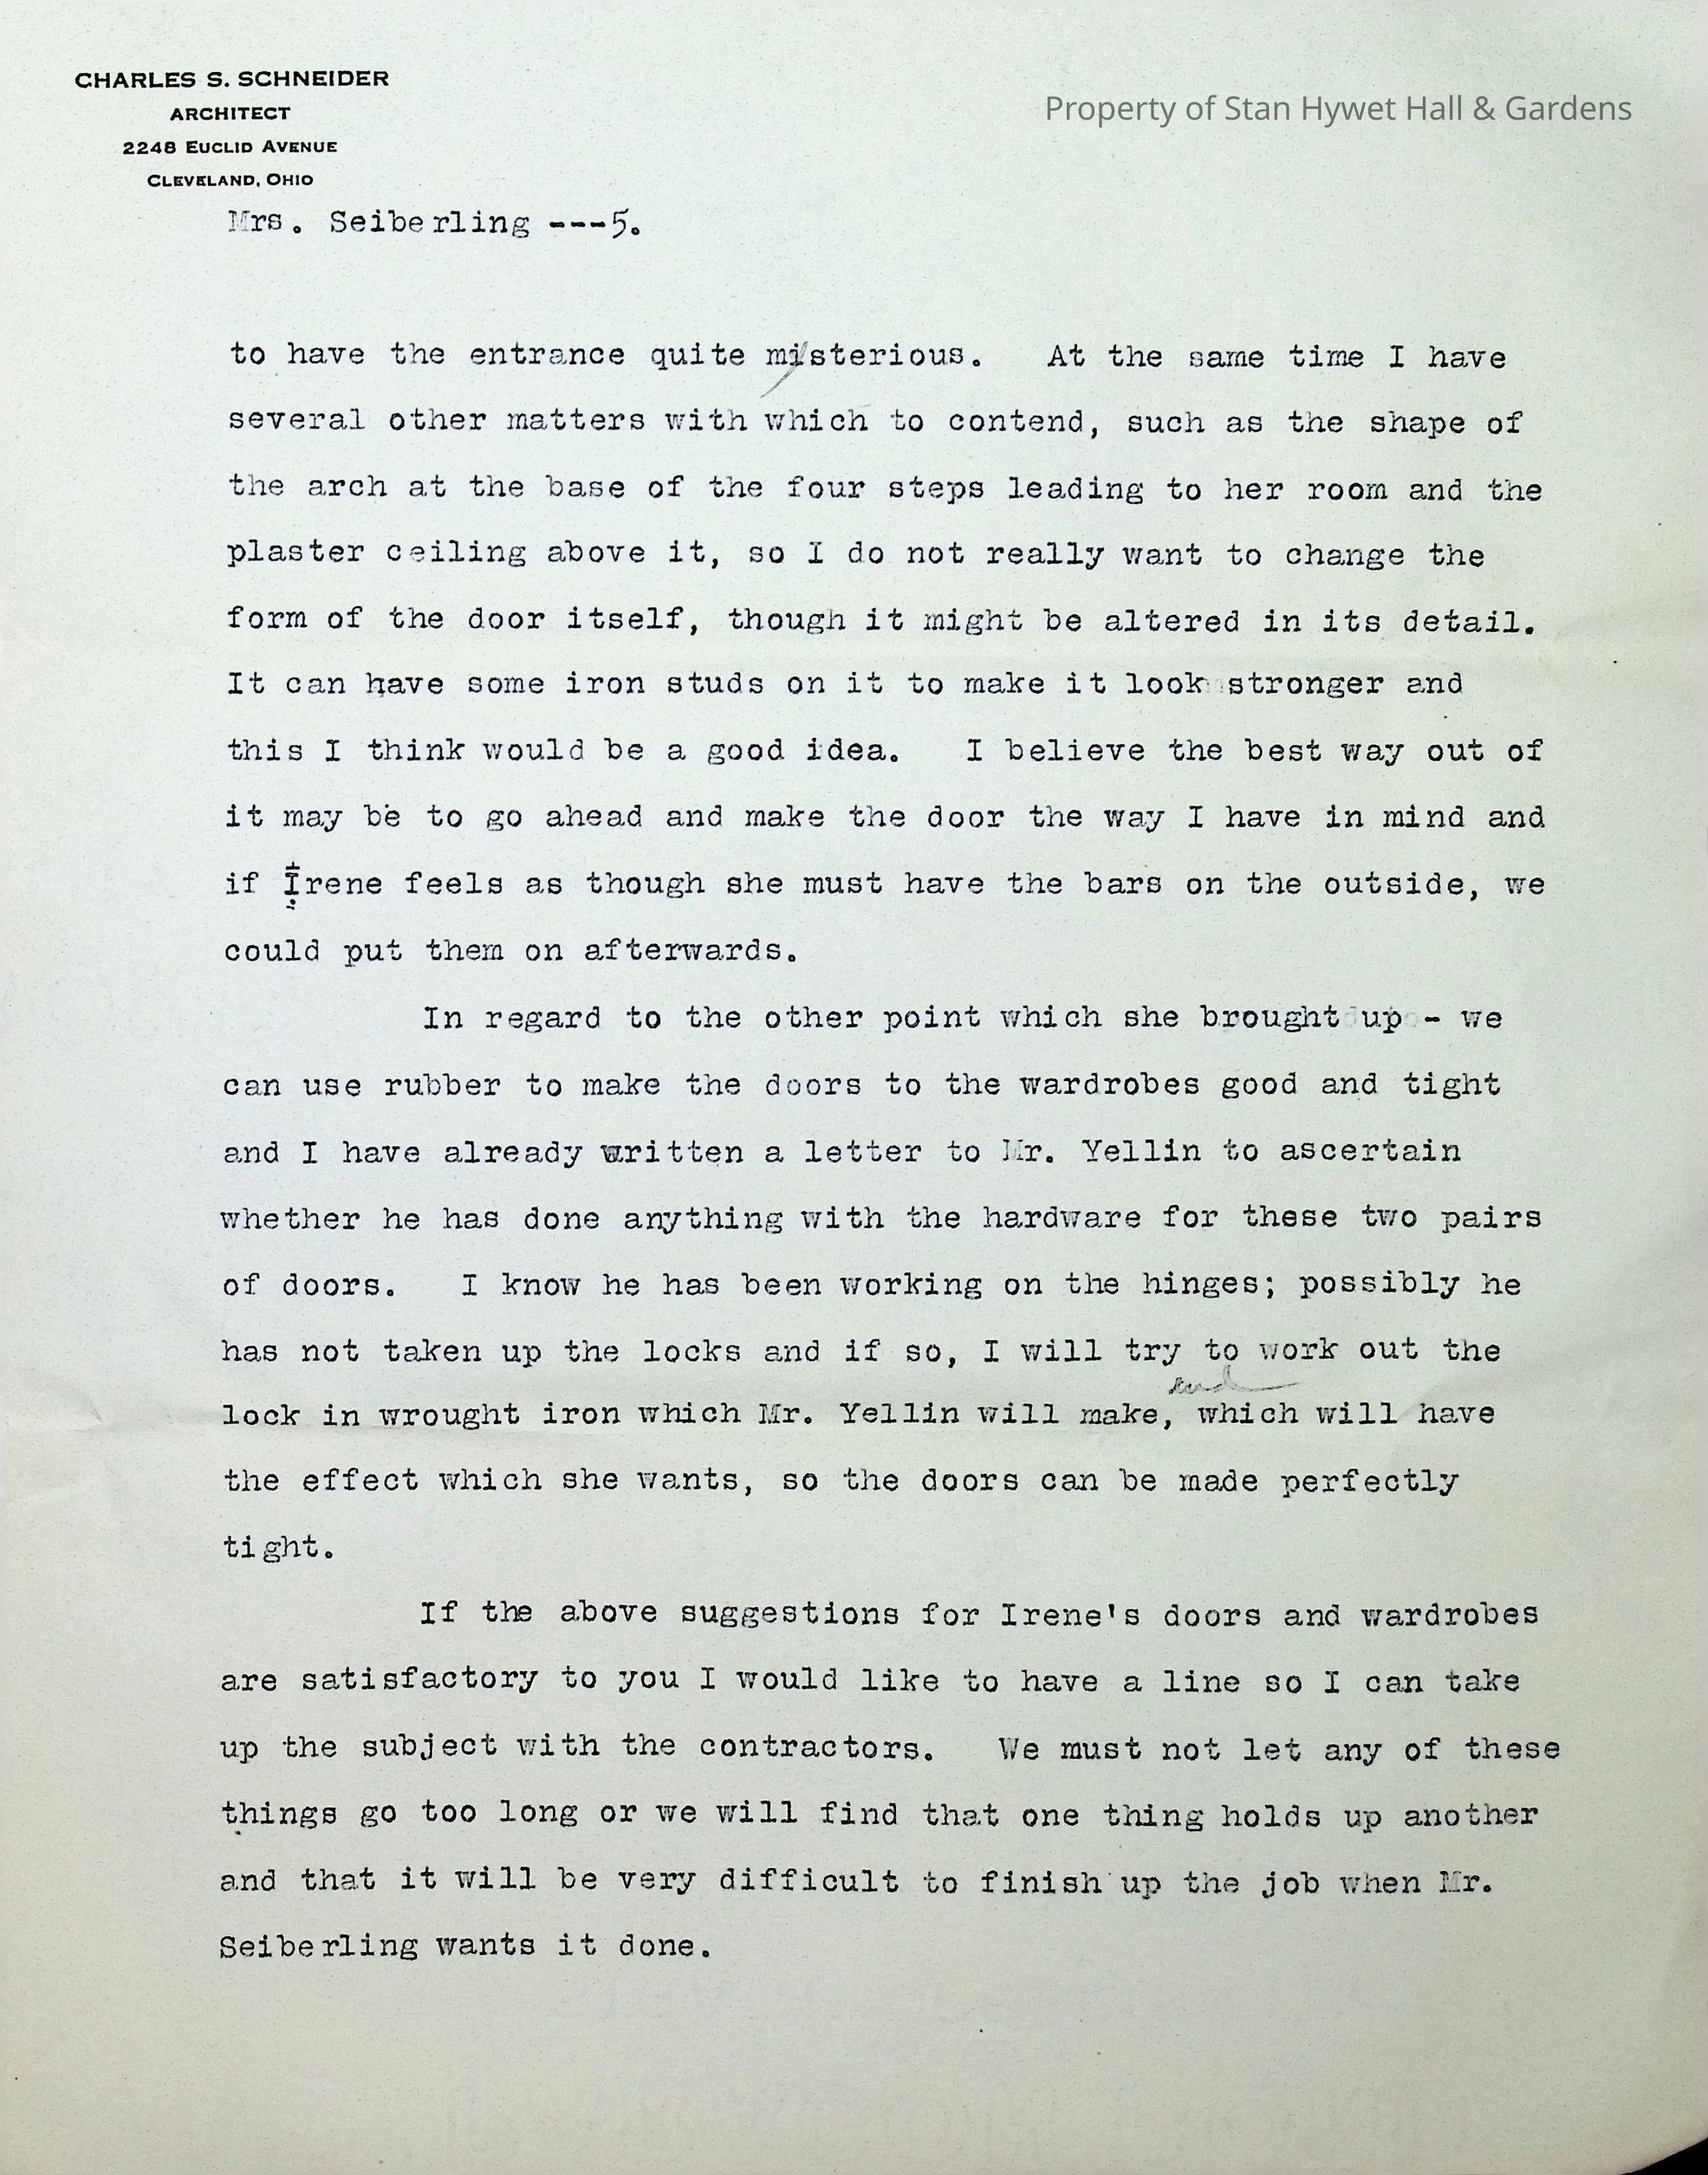 CHARLES S. SCHNEIDER
ARCHITECT
2248 EUCLID AVENUE
CLEVELAND, OHIO
Property of Stan Hywet Hall & Gardens
Mrs. Seiberling ---5.
to have the entrance quite mysterious. At the same time I have
several other matters with which to contend, such as the shape of
the arch at the base of the four steps leading to her room and the
plaster ceiling above it, so I do not really want to change the
form of the door itself, though it might be altered in its detail.
It can have some iron studs on it to make it look stronger and
this I think would be a good idea. I believe the best way out of
it may be to go ahead and make the door the way I have in mind and
if Irene feels as though she must have the bars on the outside, we
could put them on afterwards.
In regard to the other point which she brought up - we
can use rubber to make the doors to the wardrobes good and tight
and I have already written a letter to Mr. Yellin to ascertain
whether he has done anything with the hardware for these two pairs
of doors. I know he has been working on the hinges; possibly he
has not taken up the locks and if so, I will try to work out the
and
lock in wrought iron which Mr. Yellin will make, which will have
the effect which she wants, so the doors can be made perfectly
tight.
If the above suggestions for Irene's doors and wardrobes
are satisfactory to you I would like to have a line so I can take
up the subject with the contractors. We must not let any of these
things go too long or we will find that one thing holds up another
and that it will be very difficult to finish up the job when Mr.
Seiberling wants it done.